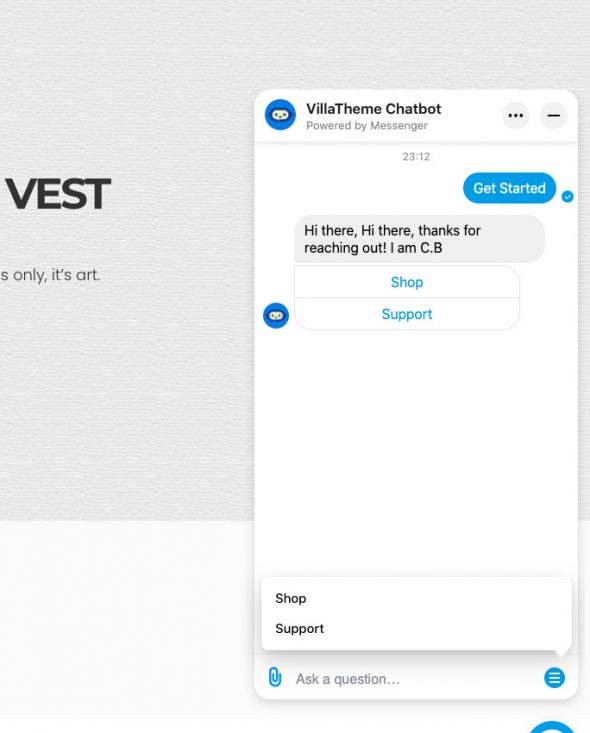 VEST
s only, it's art.
VillaTheme Chatbot
Powered by Messenger
23:12
Get Started
Hi there, Hi there, thanks for
reaching out! I am C.B
Shop
Support
Shop
Support
Ask a question...